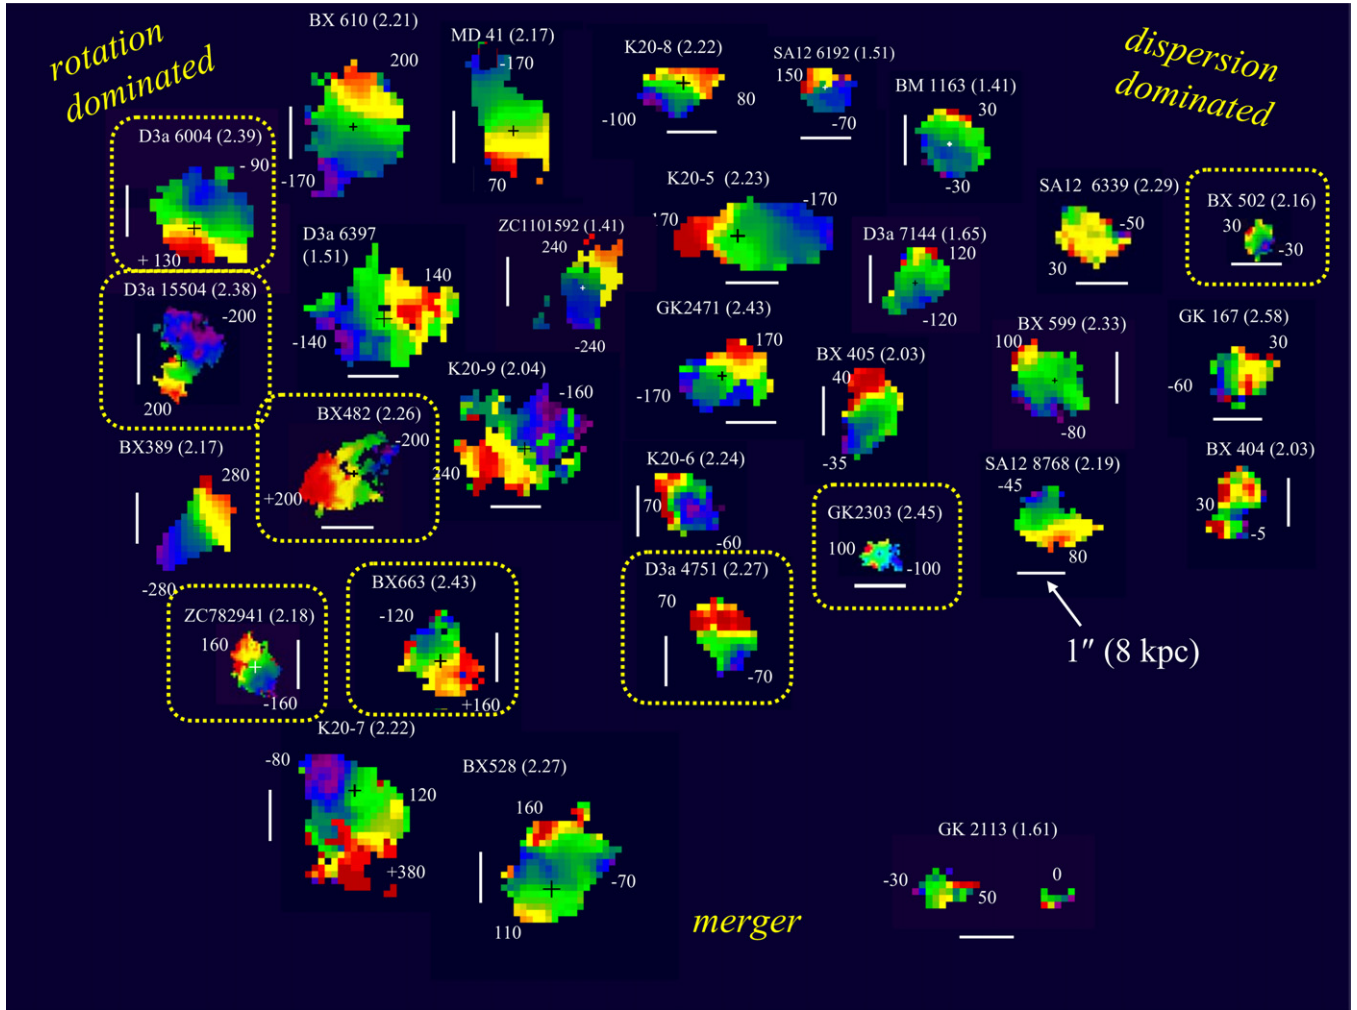 rotation
dominated
dispersion
dominated
BX 610 (2.21)
200
-170
MD 41 (2.17)
-170
70
K20-8 (2.22)
80
-100
SA12 6192 (1.51)
150
-70
BM 1163 (1.41)
30
-30
D3a 6004 (2.39)
- 90
+ 130
K20-5 (2.23)
170
-170
SA12 6339 (2.29)
-50
30
BX 502 (2.16)
30
-30
D3a 6397
(1.51)
140
-140
ZC1101592 (1.41)
240
-240
D3a 7144 (1.65)
120
-120
D3a 15504 (2.38)
-200
200
GK2471 (2.43)
170
-170
BX 405 (2.03)
40
-35
BX 599 (2.33)
100
-80
GK 167 (2.58)
30
-60
K20-9 (2.04)
-160
240
BX482 (2.26)
-200
+200
BX389 (2.17)
280
-280
K20-6 (2.24)
70
-60
GK2303 (2.45)
100
-100
SA12 8768 (2.19)
-45
80
BX 404 (2.03)
30
-5
1″ (8 kpc)
ZC782941 (2.18)
160
-160
BX663 (2.43)
-120
+160
D3a 4751 (2.27)
70
-70
K20-7 (2.22)
-80
120
+380
BX528 (2.27)
160
-70
110
merger
GK 2113 (1.61)
-30
50
0